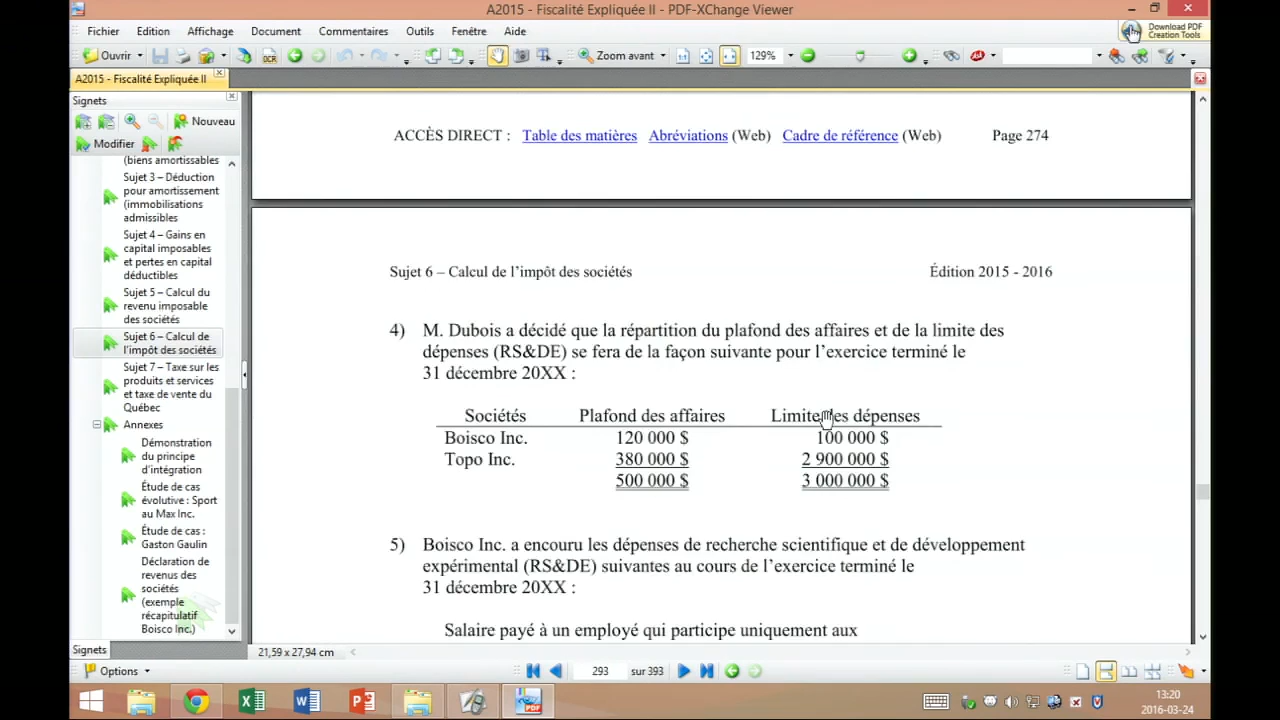 A2015 - Fiscalité Expliquée II - PDF-XChange Viewer
Fichier Edition Affichage Document Commentaires Outils Fenêtre Aide
Download PDF
Creation Tools
Ouvrir OCR Zoom avant 129%
A2015 - Fiscalité Expliquée II
Signets
Nouveau
Modifier
(biens amortissables
Sujet 3 – Déduction
pour amortissement
(immobilisations
admissibles
Sujet 4 – Gains en
capital imposables
et pertes en capital
déductibles
Sujet 5 – Calcul du
revenu imposable
des sociétés
Sujet 6 – Calcul de
l'impôt des sociétés
Sujet 7 – Taxe sur les
produits et services
et taxe de vente du
Québec
Annexes
Démonstration
du principe
d'intégration
Étude de cas
évolutive : Sport
au Max Inc.
Étude de cas :
Gaston Gaulin
Déclaration de
revenus des
sociétés
(exemple
récapitulatif
Boisco Inc.)
Signets
ACCÈS DIRECT : Table des matières Abréviations (Web) Cadre de référence (Web) Page 274
Sujet 6 – Calcul de l'impôt des sociétés Édition 2015 - 2016
4) M. Dubois a décidé que la répartition du plafond des affaires et de la limite des
dépenses (RS&DE) se fera de la façon suivante pour l'exercice terminé le
31 décembre 20XX :
Sociétés Plafond des affaires Limite des dépenses
Boisco Inc. 120 000 $ 100 000 $
Topo Inc. 380 000 $ 2 900 000 $
500 000 $ 3 000 000 $
5) Boisco Inc. a encouru les dépenses de recherche scientifique et de développement
expérimental (RS&DE) suivantes au cours de l'exercice terminé le
31 décembre 20XX :
Salaire payé à un employé qui participe uniquement aux
21,59 x 27,94 cm
Options 293 sur 393
PDF
13:20
2016-03-24